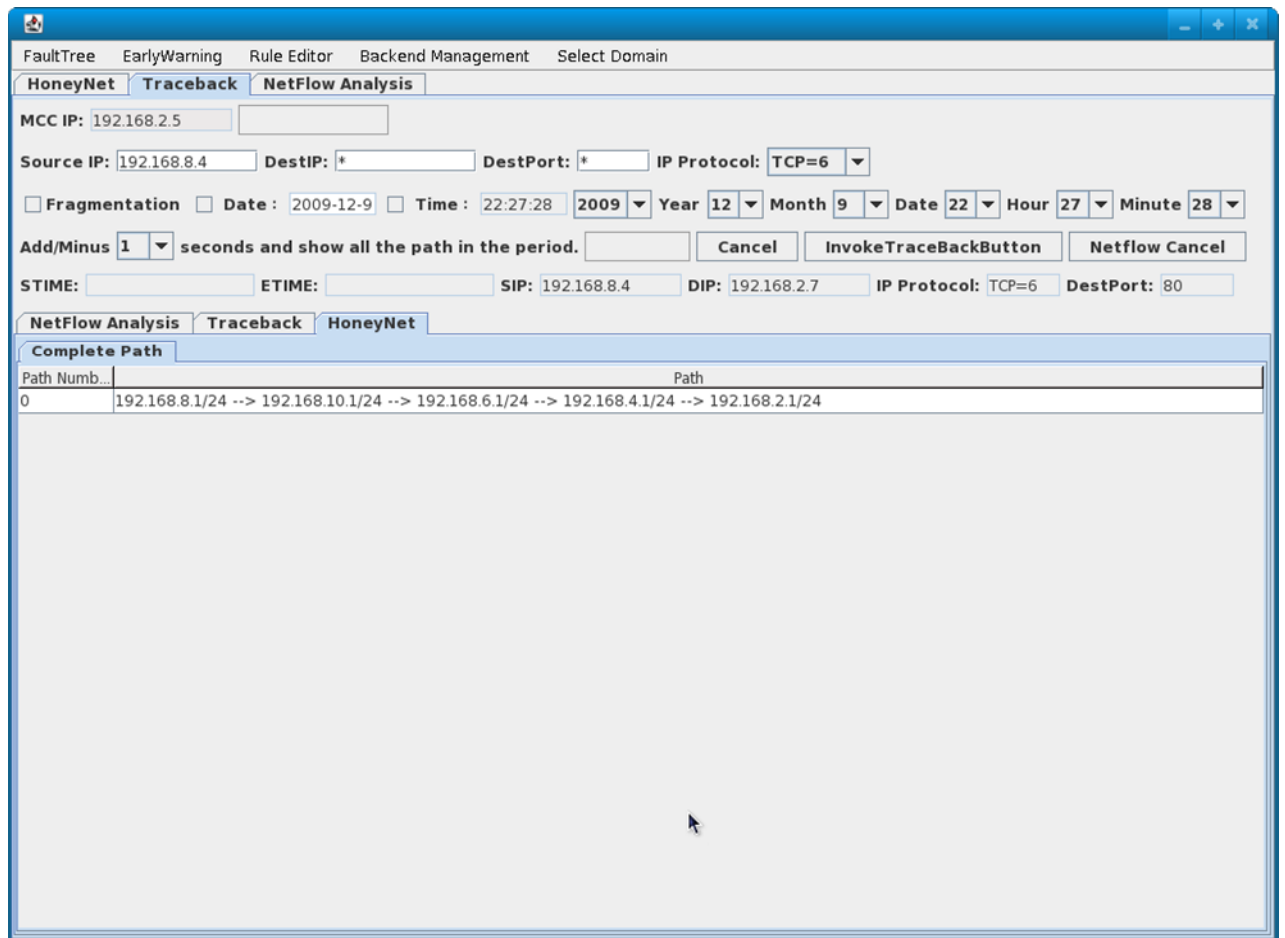 FaultTree EarlyWarning Rule Editor Backend Management Select Domain
HoneyNet Traceback NetFlow Analysis
MCC IP: 192.168.2.5
Source IP: 192.168.8.4 DestIP: * DestPort: * IP Protocol: TCP=6
Fragmentation Date : 2009-12-9 Time : 22:27:28 2009 Year 12 Month 9 Date 22 Hour 27 Minute 28
Add/Minus 1 seconds and show all the path in the period. Cancel InvokeTraceBackButton Netflow Cancel
STIME: ETIME: SIP: 192.168.8.4 DIP: 192.168.2.7 IP Protocol: TCP=6 DestPort: 80
NetFlow Analysis Traceback HoneyNet
Complete Path
Path Numb... Path
0 192.168.8.1/24 --> 192.168.10.1/24 --> 192.168.6.1/24 --> 192.168.4.1/24 --> 192.168.2.1/24